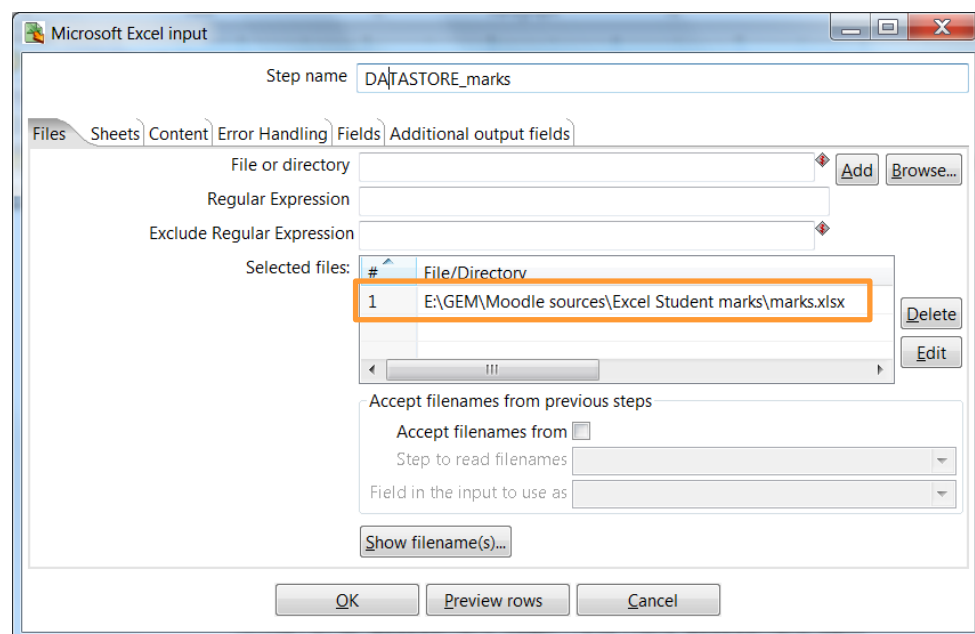 Microsoft Excel input
Step name DATASTORE_marks
Files Sheets Content Error Handling Fields Additional output fields
File or directory Add Browse...
Regular Expression
Exclude Regular Expression
Selected files: # File/Directory
1 E:\GEM\Moodle sources\Excel Student marks\marks.xlsx
Delete
Edit
Accept filenames from previous steps
Accept filenames from
Step to read filenames
Field in the input to use as
Show filename(s)...
OK Preview rows Cancel